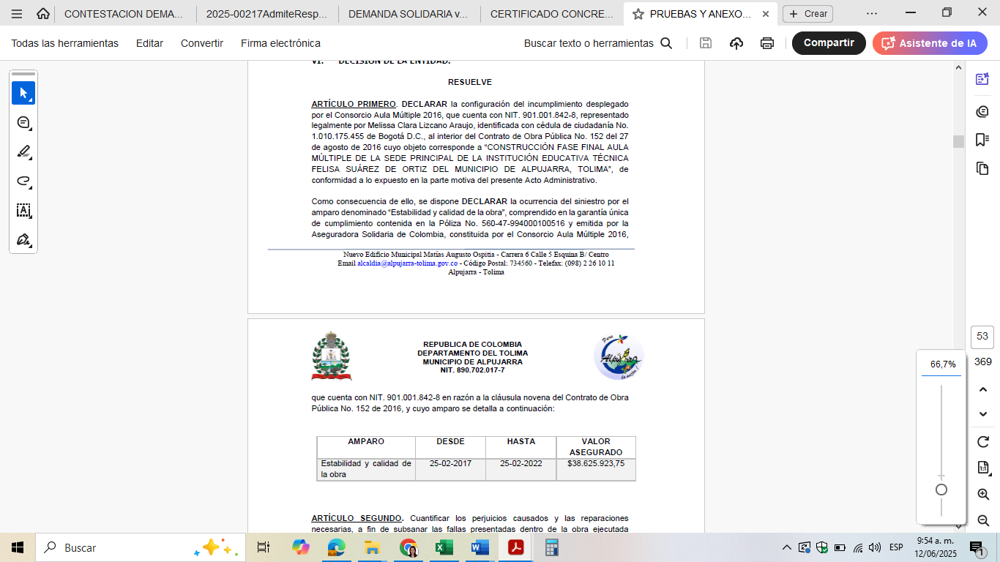 CONTESTACION DEMA...
2025-00217AdmiteResp...
DEMANDA SOLIDARIA v...
CERTIFICADO CONCRE...
PRUEBAS Y ANEXO...
Crear
Todas las herramientas
Editar
Convertir
Firma electrónica
Buscar texto o herramientas
Compartir
Asistente de IA
VI. DECISIÓN DE LA ENTIDAD.
RESUELVE
ARTÍCULO PRIMERO. DECLARAR la configuración del incumplimiento desplegado
por el Consorcio Aula Múltiple 2016, que cuenta con NIT. 901.001.842-8, representado
legalmente por Melissa Clara Lizcano Araujo, identificada con cédula de ciudadanía No.
1.010.175.455 de Bogotá D.C., al interior del Contrato de Obra Pública No. 152 del 27
de agosto de 2016 cuyo objeto corresponde a “CONSTRUCCIÓN FASE FINAL AULA
MÚLTIPLE DE LA SEDE PRINCIPAL DE LA INSTITUCIÓN EDUCATIVA TÉCNICA
FELISA SUÁREZ DE ORTIZ DEL MUNICIPIO DE ALPUJARRA, TOLIMA”, de
conformidad a lo expuesto en la parte motiva del presente Acto Administrativo.
Como consecuencia de ello, se dispone DECLARAR la ocurrencia del siniestro por el
amparo denominado “Estabilidad y calidad de la obra”, comprendido en la garantía única
de cumplimiento contenida en la Póliza No. 560-47-994000100516 y emitida por la
Aseguradora Solidaria de Colombia, constituida por el Consorcio Aula Múltiple 2016,
Nuevo Edificio Municipal Matías Augusto Ospitia - Carrera 6 Calle 5 Esquina B/ Centro
Email alcaldia@alpujarra-tolima.gov.co - Código Postal: 734560 - Telefax: (098) 2 26 10 11
Alpujarra - Tolima
REPUBLICA DE COLOMBIA
DEPARTAMENTO DEL TOLIMA
MUNICIPIO DE ALPUJARRA
NIT. 890.702.017-7
Para
Alpujarra
lo mejor!
que cuenta con NIT. 901.001.842-8 en razón a la cláusula novena del Contrato de Obra
Pública No. 152 de 2016, y cuyo amparo se detalla a continuación:
AMPARO DESDE HASTA VALOR ASEGURADO
Estabilidad y calidad de la obra 25-02-2017 25-02-2022 $38.625.923,75
ARTÍCULO SEGUNDO. Cuantificar los perjuicios causados y las reparaciones
necesarias, a fin de subsanar las fallas presentadas dentro de la obra ejecutada
53
369
66,7%
1:1
Buscar
ESP
9:54 a. m.
12/06/2025
1